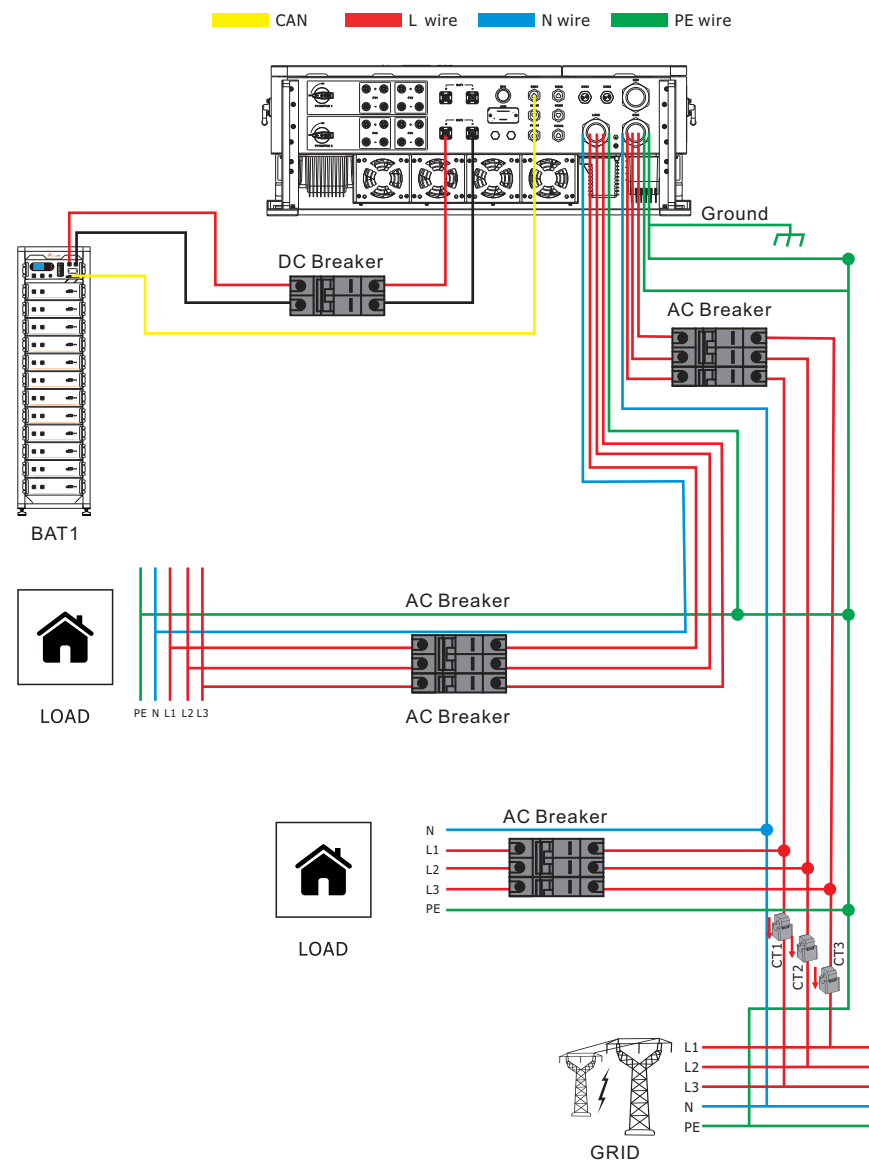 CAN
L wire
N wire
PE wire
Ground
DC Breaker
AC Breaker
BAT1
AC Breaker
LOAD
PE N L1 L2 L3
AC Breaker
AC Breaker
N
L1
L2
L3
PE
LOAD
CT1
CT2
CT3
L1
L2
L3
N
PE
GRID